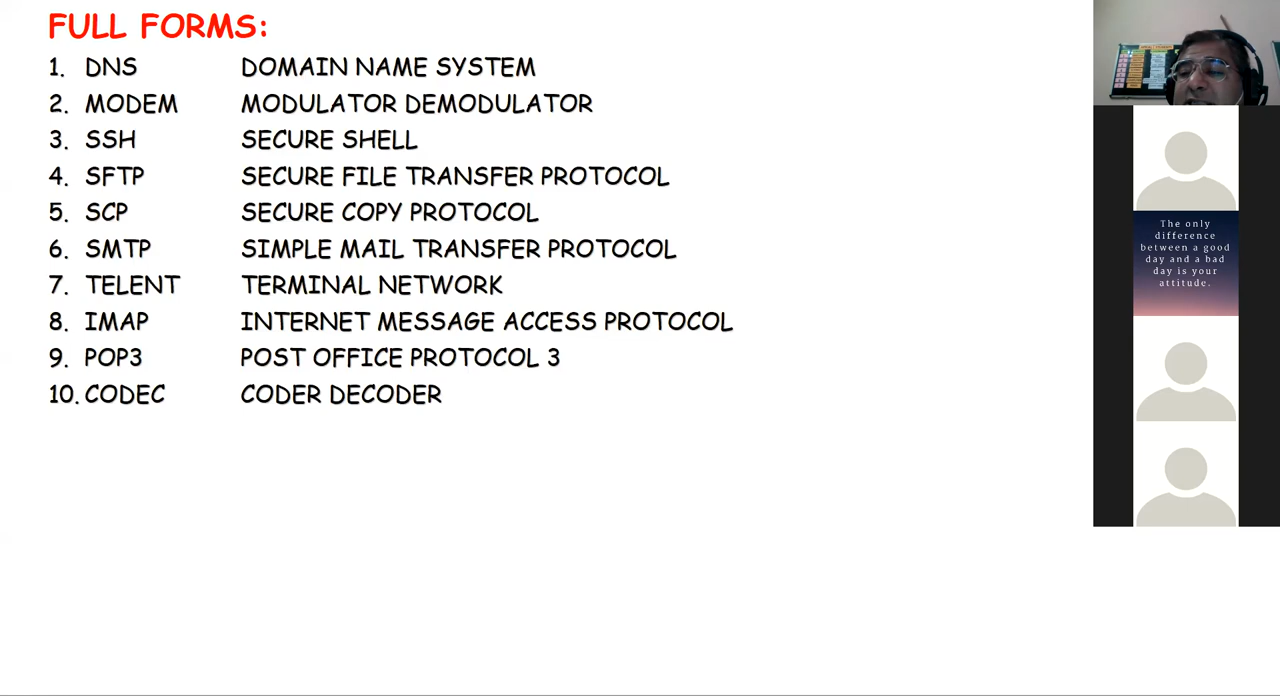 FULL FORMS:
1. DNS DOMAIN NAME SYSTEM
2. MODEM MODULATOR DEMODULATOR
3. SSH SECURE SHELL
4. SFTP SECURE FILE TRANSFER PROTOCOL
5. SCP SECURE COPY PROTOCOL
6. SMTP SIMPLE MAIL TRANSFER PROTOCOL
7. TELENT TERMINAL NETWORK
8. IMAP INTERNET MESSAGE ACCESS PROTOCOL
9. POP3 POST OFFICE PROTOCOL 3
10. CODEC CODER DECODER
The only
difference
between a good
day and a bad
day is your
attitude.